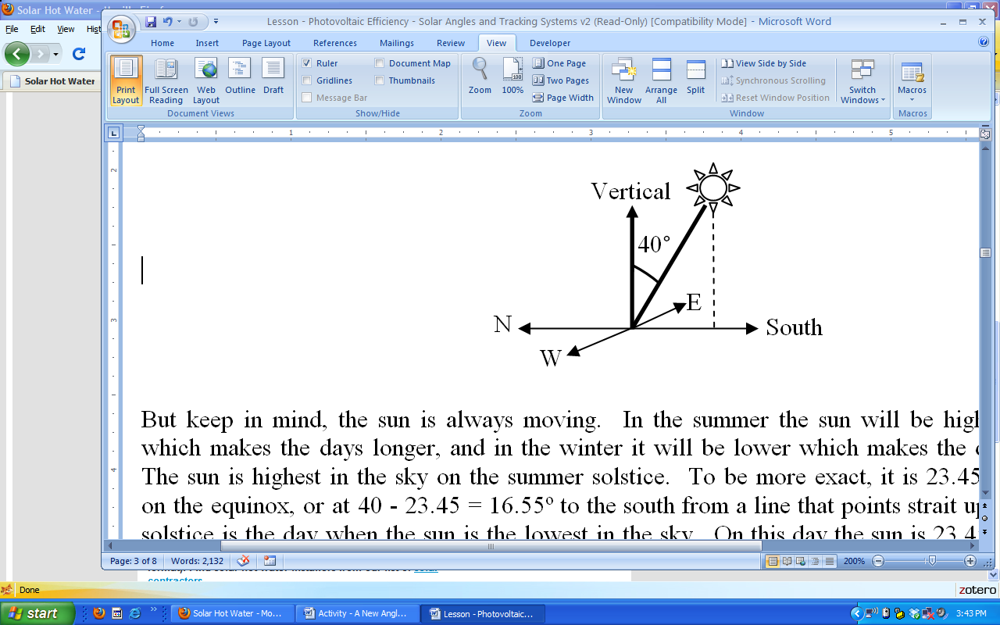 Solar Hot Water -
Lesson - Photovoltaic Efficiency - Solar Angles and Tracking Systems v2 (Read-Only) [Compatibility Mode] - Microsoft Word
File Edit View Hist
Home Insert Page Layout References Mailings Review View Developer
Solar Hot Water
Print Layout
Full Screen Reading
Web Layout
Outline
Draft
Document Views
Ruler
Gridlines
Message Bar
Document Map
Thumbnails
Show/Hide
Zoom
100%
One Page
Two Pages
Page Width
Zoom
New Window
Arrange All
Split
View Side by Side
Synchronous Scrolling
Reset Window Position
Switch Windows
Window
Macros
Macros
1 2 3 4 5
2
3
4
Vertical
40°
E
N
South
W
But keep in mind, the sun is always moving. In the summer the sun will be high
which makes the days longer, and in the winter it will be lower which makes the
The sun is highest in the sky on the summer solstice. To be more exact, it is 23.45
on the equinox, or at 40 - 23.45 = 16.55º to the south from a line that points strait up
solstice is the day when the sun is the lowest in the sky. On this day the sun is 23.4
Page: 3 of 8 Words: 2,132 200%
contractors
Done
zotero
start
Solar Hot Water - Mo...
Activity - A New Angl...
Lesson - Photovoltaic...
3:43 PM